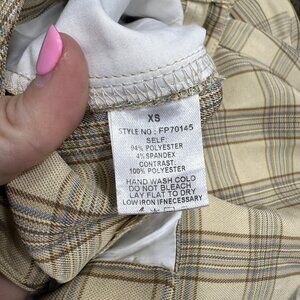 XS
STYLE NO: FP70145
SELF:
94% POLYESTER
4% SPANDEX
CONTRAST:
100% POLYESTER
HAND WASH COLD
DO NOT BLEACH
LAY FLAT TO DRY
LOW IRON IF NECESSARY